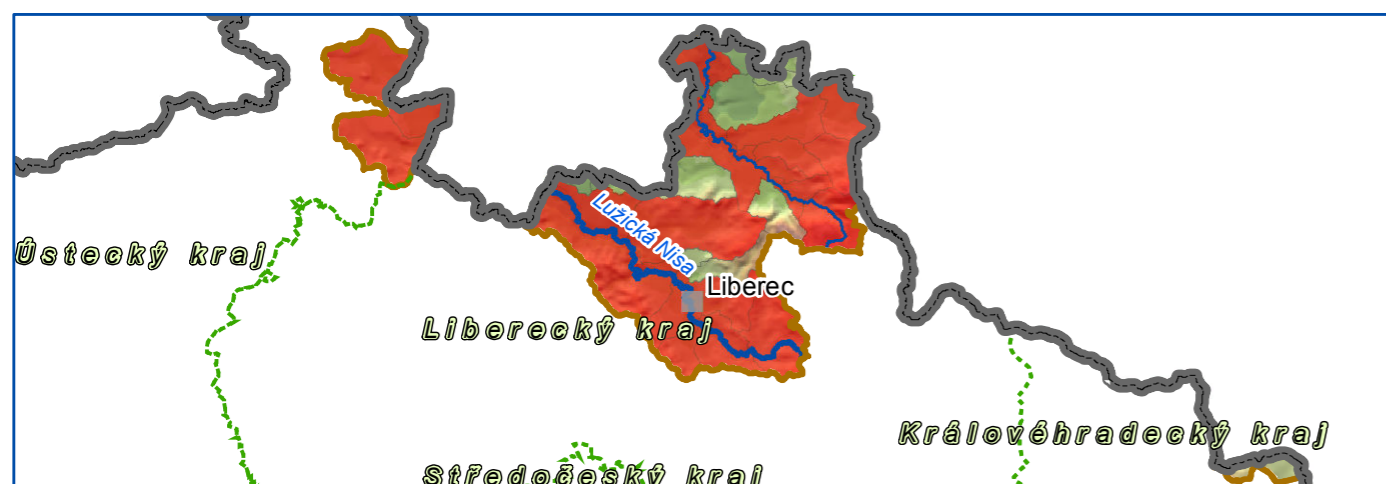 Lužická Nisa
Ústecký kraj
Liberec
Liberecký kraj
Královéhradecký kraj
Středočeský kraj